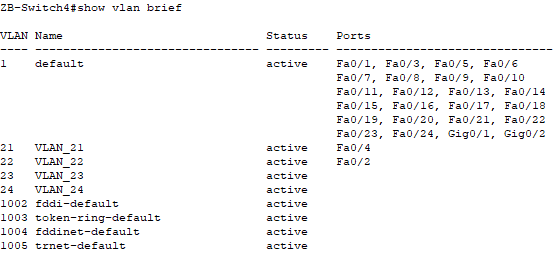 ZB-Switch4#show vlan brief
VLAN Name                             Status    Ports
---- -------------------------------- --------- -------------------------------
1    default                          active    Fa0/1, Fa0/3, Fa0/5, Fa0/6
                                                Fa0/7, Fa0/8, Fa0/9, Fa0/10
                                                Fa0/11, Fa0/12, Fa0/13, Fa0/14
                                                Fa0/15, Fa0/16, Fa0/17, Fa0/18
                                                Fa0/19, Fa0/20, Fa0/21, Fa0/22
                                                Fa0/23, Fa0/24, Gig0/1, Gig0/2
21   VLAN_21                          active    Fa0/4
22   VLAN_22                          active    Fa0/2
23   VLAN_23                          active
24   VLAN_24                          active
1002 fddi-default                     active
1003 token-ring-default               active
1004 fddinet-default                  active
1005 trnet-default                    active